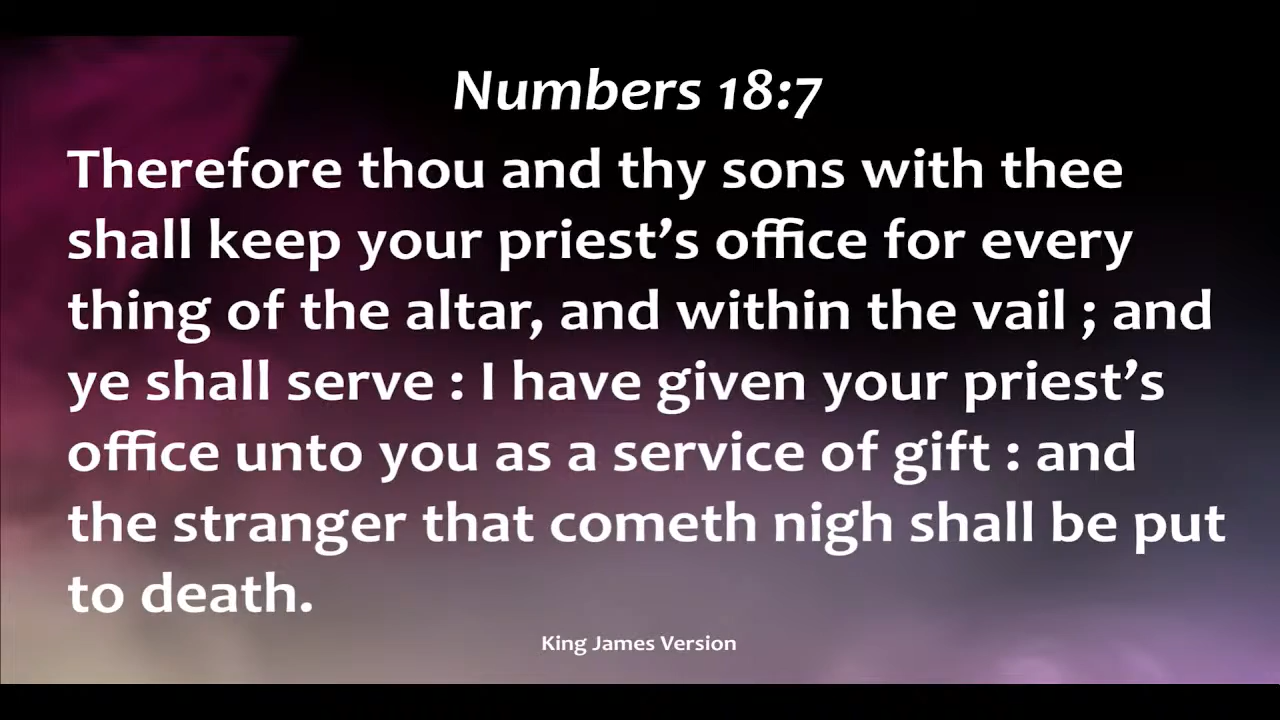 Numbers 18:7
Therefore thou and thy sons with thee
shall keep your priest’s office for every
thing of the altar, and within the vail ; and
ye shall serve : I have given your priest’s
office unto you as a service of gift : and
the stranger that cometh nigh shall be put
to death.
King James Version